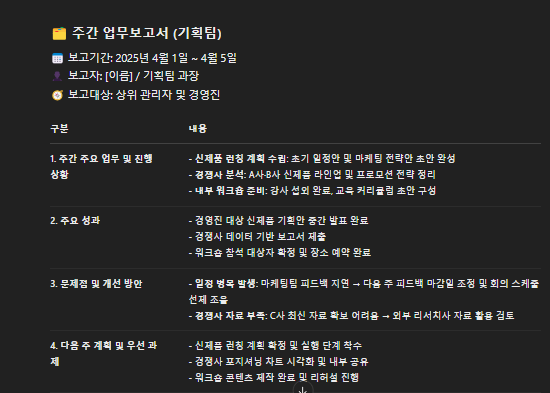 🗂️ 주간 업무보고서 (기획팀)
📅 보고기간: 2025년 4월 1일 ~ 4월 5일
👤 보고자: [이름] / 기획팀 과장
🧭 보고대상: 상위 관리자 및 경영진
구분 내용
1. 주간 주요 업무 및 진행
상황
- 신제품 런칭 계획 수립: 초기 일정안 및 마케팅 전략안 초안 완성
- 경쟁사 분석: A사·B사 신제품 라인업 및 프로모션 전략 정리
- 내부 워크숍 준비: 강사 섭외 완료, 교육 커리큘럼 초안 구성
2. 주요 성과
- 경영진 대상 신제품 기획안 중간 발표 완료
- 경쟁사 데이터 기반 보고서 제출
- 워크숍 참석 대상자 확정 및 장소 예약 완료
3. 문제점 및 개선 방안
- 일정 병목 발생: 마케팅팀 피드백 지연 → 다음 주 피드백 마감일 조정 및 회의 스케줄
선제 조율
- 경쟁사 자료 부족: C사 최신 자료 확보 어려움 → 외부 리서치사 자료 활용 검토
4. 다음 주 계획 및 우선 과
제
- 신제품 런칭 계획 확정 및 실행 단계 착수
- 경쟁사 포지셔닝 차트 시각화 및 내부 공유
- 워크숍 콘텐츠 제작 완료 및 리허설 진행